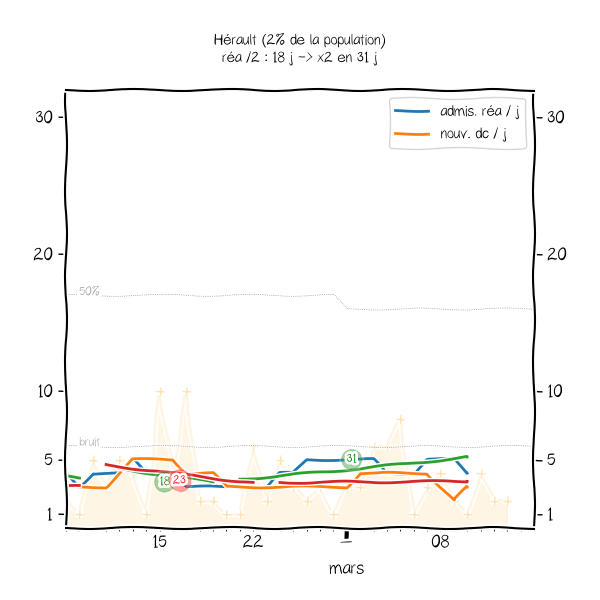 Hérault (2% de la population)
réa /2 : 18 j -> x2 en 31 j
admis. réa / j
nouv. dc / j
30
30
20
20
50%
10
10
bruit
5
5
31
18
23
1
1
15
22
08
mars